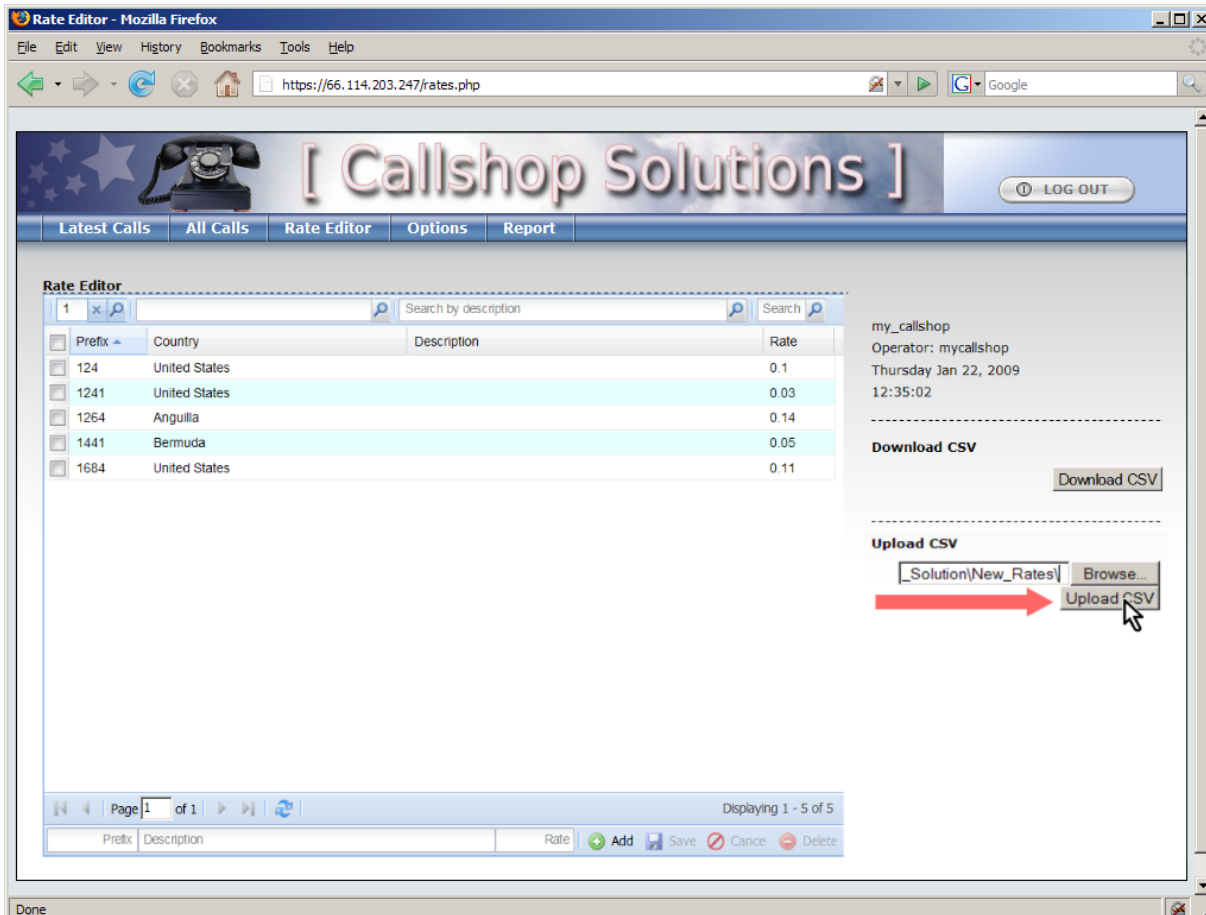 Rate Editor - Mozilla Firefox
File Edit View History Bookmarks Tools Help
https://66.114.203.247/rates.php
G Google
[ Callshop Solutions ]
LOG OUT
Latest Calls All Calls Rate Editor Options Report
Rate Editor
1 Search by description Search
Prefix Country Description Rate
124 United States 0.1
1241 United States 0.03
1264 Anguilla 0.14
1441 Bermuda 0.05
1684 United States 0.11
Page 1 of 1 Displaying 1 - 5 of 5
Prefix Description Rate Add Save Cancel Delete
my_callshop
Operator: mycallshop
Thursday Jan 22, 2009
12:35:02
Download CSV
Download CSV
Upload CSV
_Solution\New_Rates\ Browse...
Upload CSV
Done